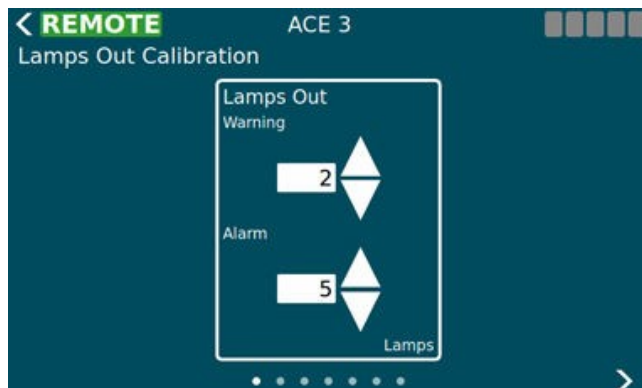 REMOTE ACE 3
Lamps Out Calibration
Lamps Out
Warning
2
Alarm
5
Lamps